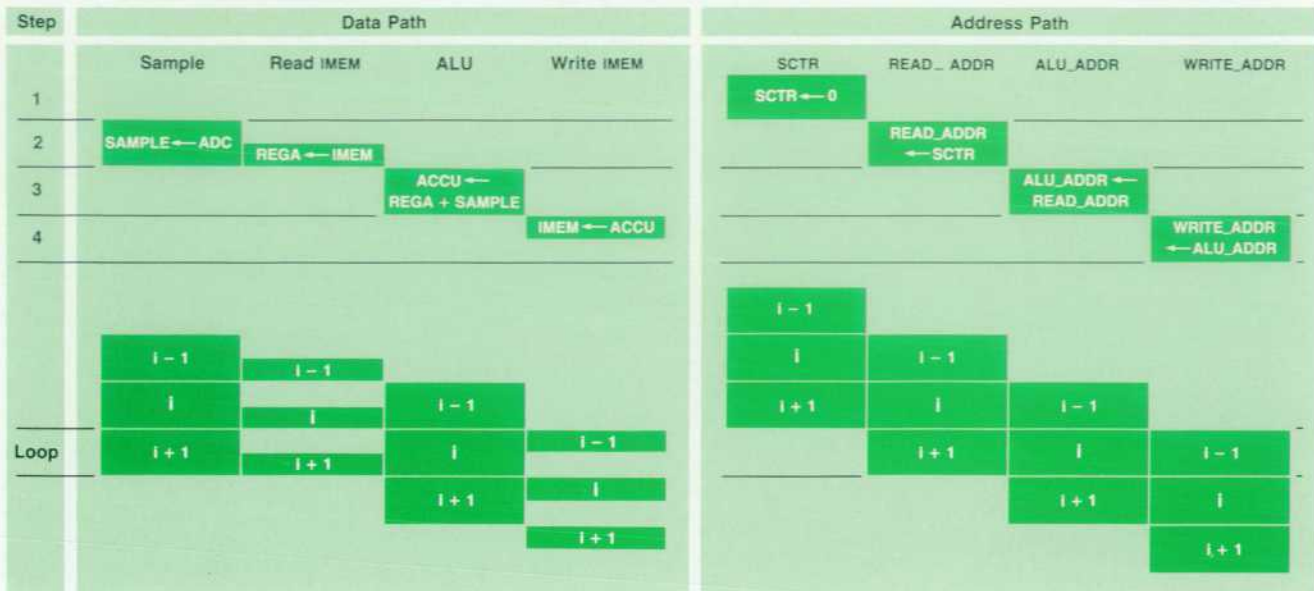 Step Data Path Address Path
Sample Read IMEM ALU Write IMEM SCTR READ_ ADDR ALU_ADDR WRITE_ADDR
1 SCTR ← 0
2 SAMPLE ← ADC REGA ← IMEM READ_ADDR
← SCTR
3 ACCU ←
REGA + SAMPLE
ALU_ADDR ←
READ_ADDR
4 IMEM ← ACCU WRITE_ADDR
← ALU_ADDR
i – 1
i – 1 i – 1 i i – 1
i i i – 1 i + 1 i i – 1
Loop i + 1 i + 1 i i – 1 i + 1 i i – 1
i + 1 i i + 1 i
i + 1 i + 1